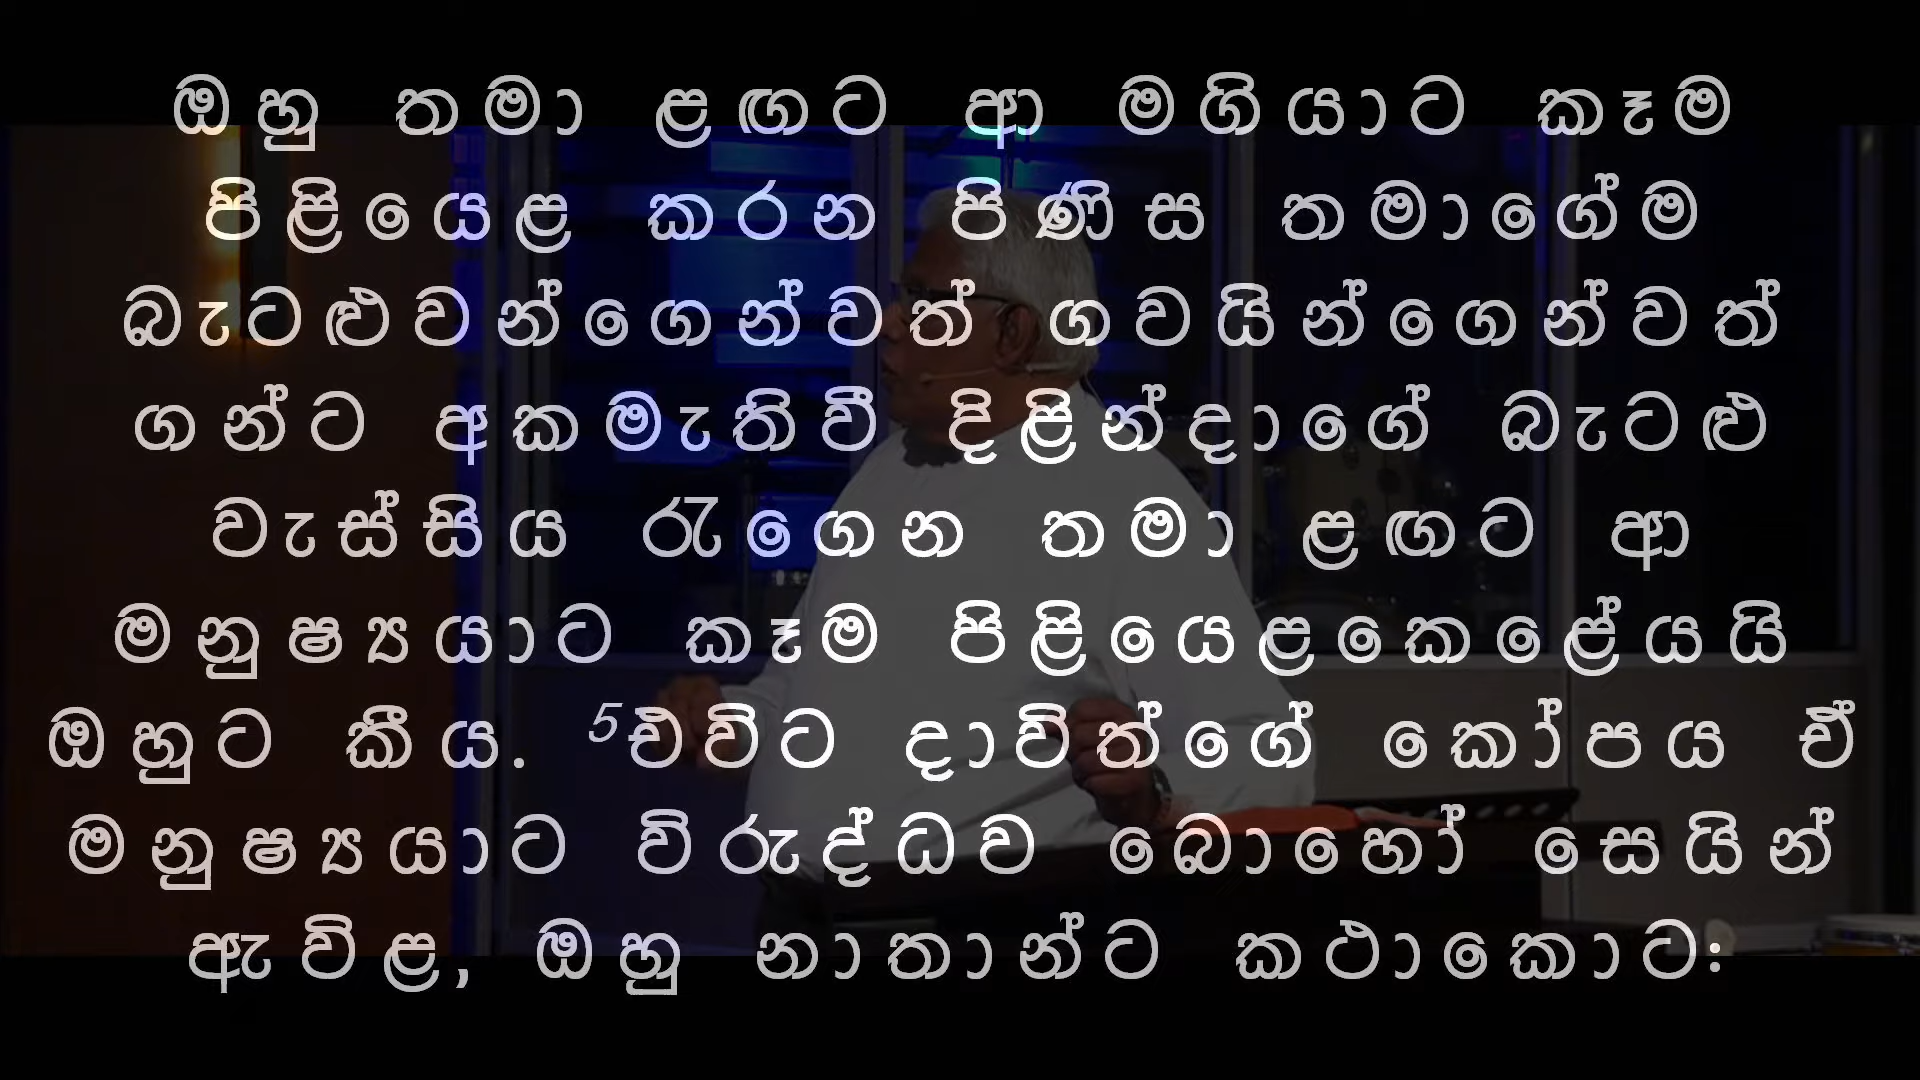 ඔහු තමා ළඟට ආ මගියාට කෑම
පිළියෙළ කරන පිණිස තමාගේම
බැටළුවන්ගෙන්වත් ගවයින්ගෙන්වත්
ගන්ට අකමැතිවී දිළින්දාගේ බැටළු
වැස්සිය රැගෙන තමා ළඟට ආ
මනුෂ්‍යයාට කෑම පිළියෙළකෙළේයයි
ඔහුට කීය. 5එවිට දාවිත්ගේ කෝපය ඒ
මනුෂ්‍යයාට විරුද්ධව බොහෝ සෙයින්
ඇවිළ, ඔහු නාතාන්ට කථාකොට: